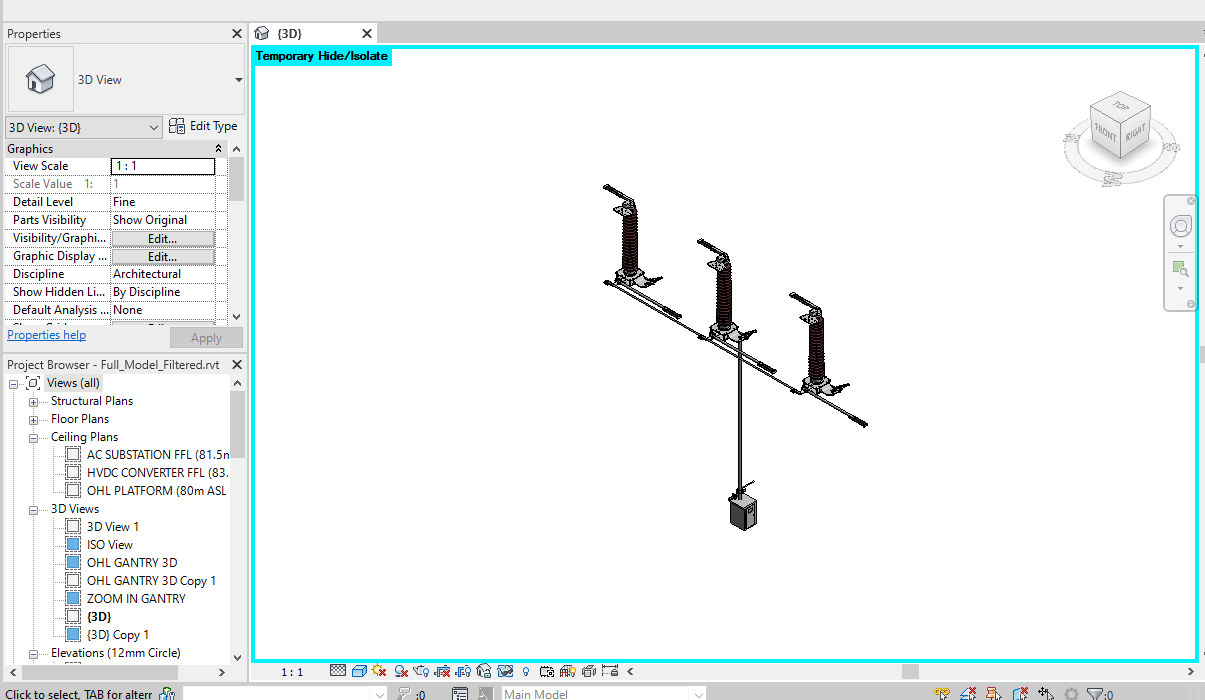 Properties
{3D}
Temporary Hide/Isolate
3D View
3D View: {3D}
Edit Type
Graphics
View Scale 1 : 1
Scale Value 1: 1
Detail Level Fine
Parts Visibility Show Original
Visibility/Graphi... Edit...
Graphic Display ... Edit...
Discipline Architectural
Show Hidden Li... By Discipline
Default Analysis ... None
Properties help
Apply
TOP
FRONT
RIGHT
Project Browser - Full_Model_Filtered.rvt
Views (all)
Structural Plans
Floor Plans
Ceiling Plans
AC SUBSTATION FFL (81.5m
HVDC CONVERTER FFL (83.
OHL PLATFORM (80m ASL
3D Views
3D View 1
ISO View
OHL GANTRY 3D
OHL GANTRY 3D Copy 1
ZOOM IN GANTRY
{3D}
{3D} Copy 1
Elevations (12mm Circle)
1 : 1
Click to select, TAB for altern
:0
Main Model
:0